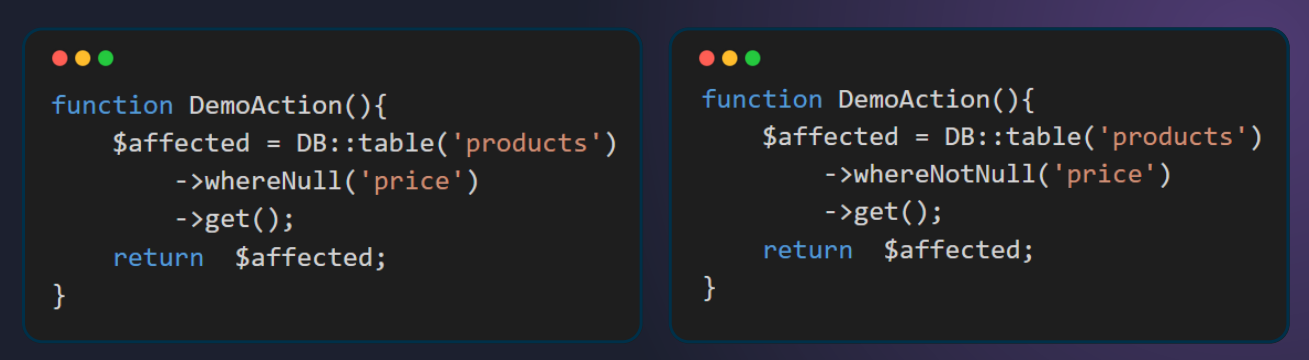 function DemoAction(){
    $affected = DB::table('products')
        ->whereNull('price')
        ->get();
    return  $affected;
}
function DemoAction(){
    $affected = DB::table('products')
        ->whereNotNull('price')
        ->get();
    return  $affected;
}